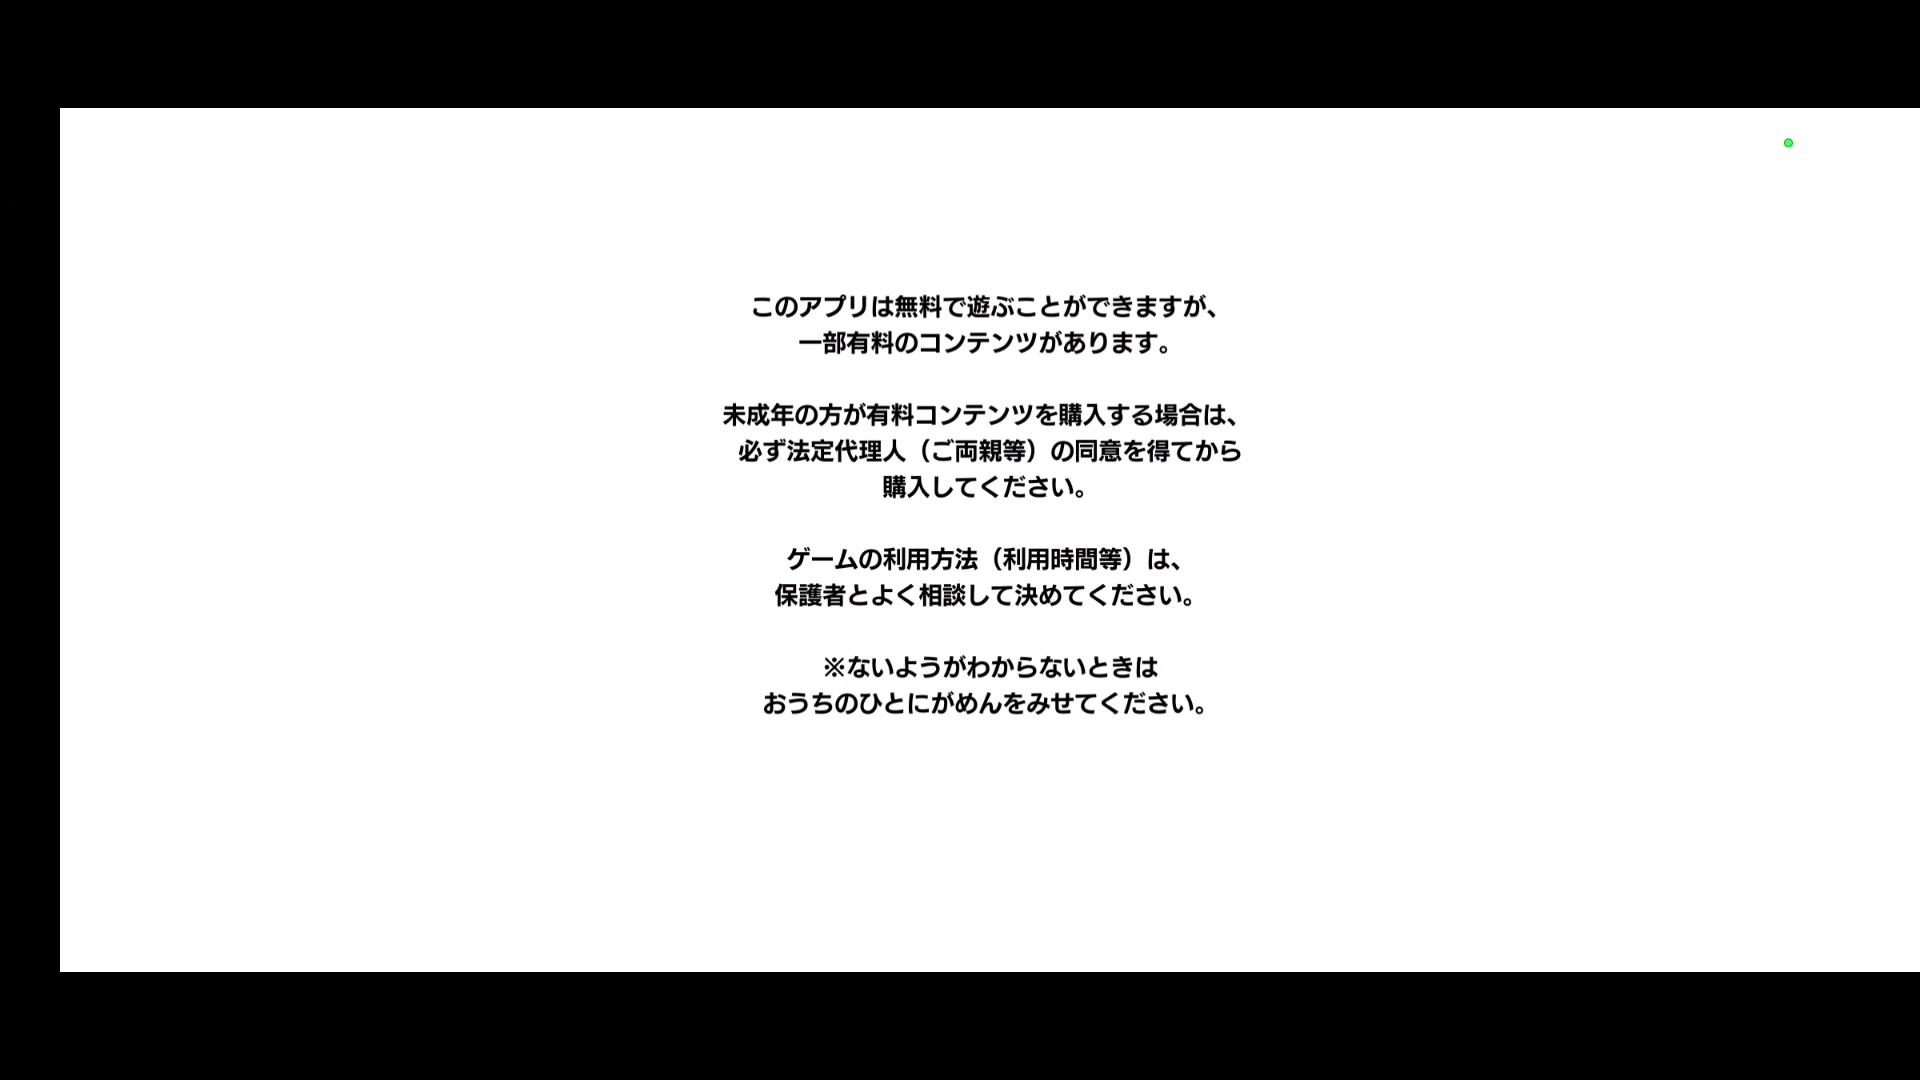 このアプリは無料で遊ぶことができますが、
一部有料のコンテンツがあります。
未成年の方が有料コンテンツを購入する場合は、
必ず法定代理人（ご両親等）の同意を得てから
購入してください。
ゲームの利用方法（利用時間等）は、
保護者とよく相談して決めてください。
※ないようがわからないときは
おうちのひとにがめんをみせてください。